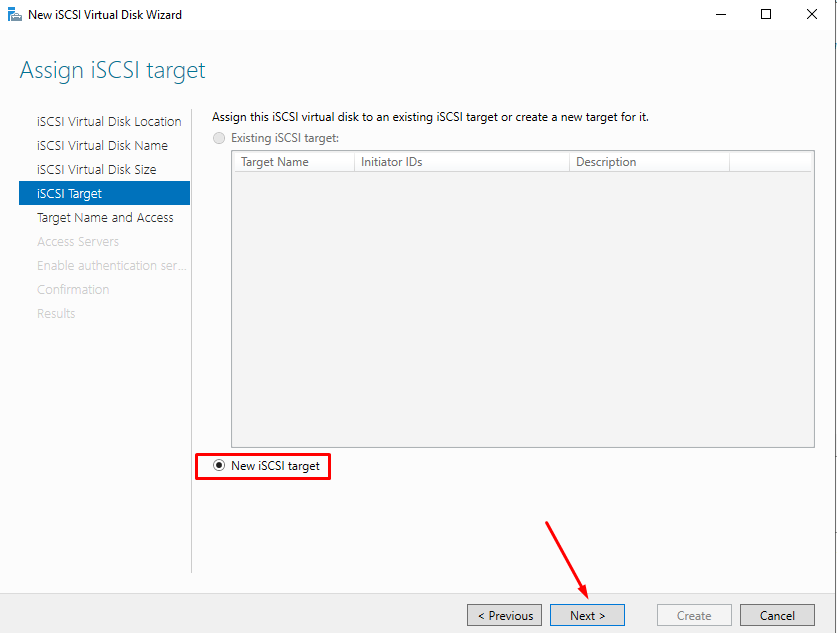 New iSCSI Virtual Disk Wizard
Assign iSCSI target
iSCSI Virtual Disk Location
iSCSI Virtual Disk Name
iSCSI Virtual Disk Size
iSCSI Target
Target Name and Access
Access Servers
Enable authentication ser...
Confirmation
Results
Assign this iSCSI virtual disk to an existing iSCSI target or create a new target for it.
Existing iSCSI target:
Target Name Initiator IDs Description
New iSCSI target
< Previous Next > Create Cancel